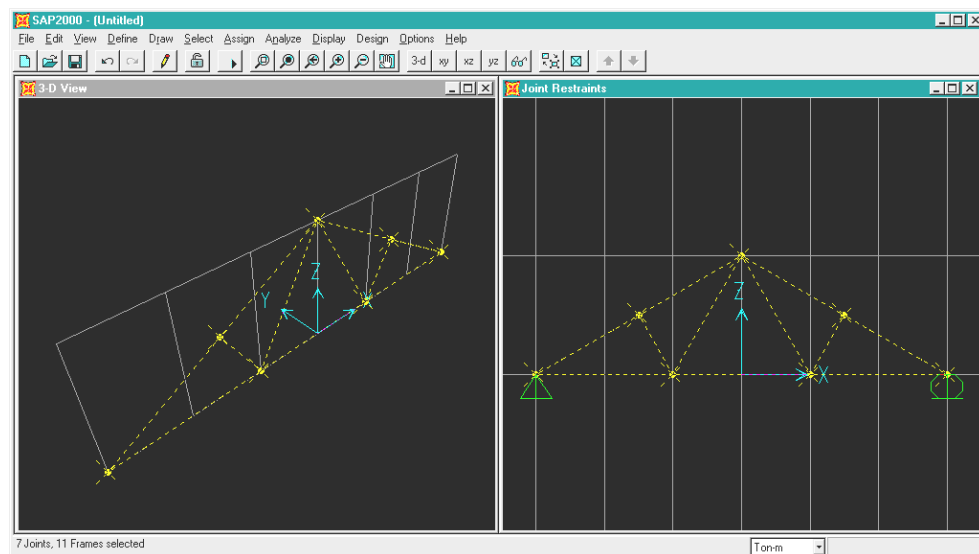 SAP2000 - (Untitled)
File Edit View Define Draw Select Assign Analyze Display Design Options Help
3-d xy xz yz
3-D View
Joint Restraints
Z
Y
Z
X
7 Joints, 11 Frames selected
Ton-m